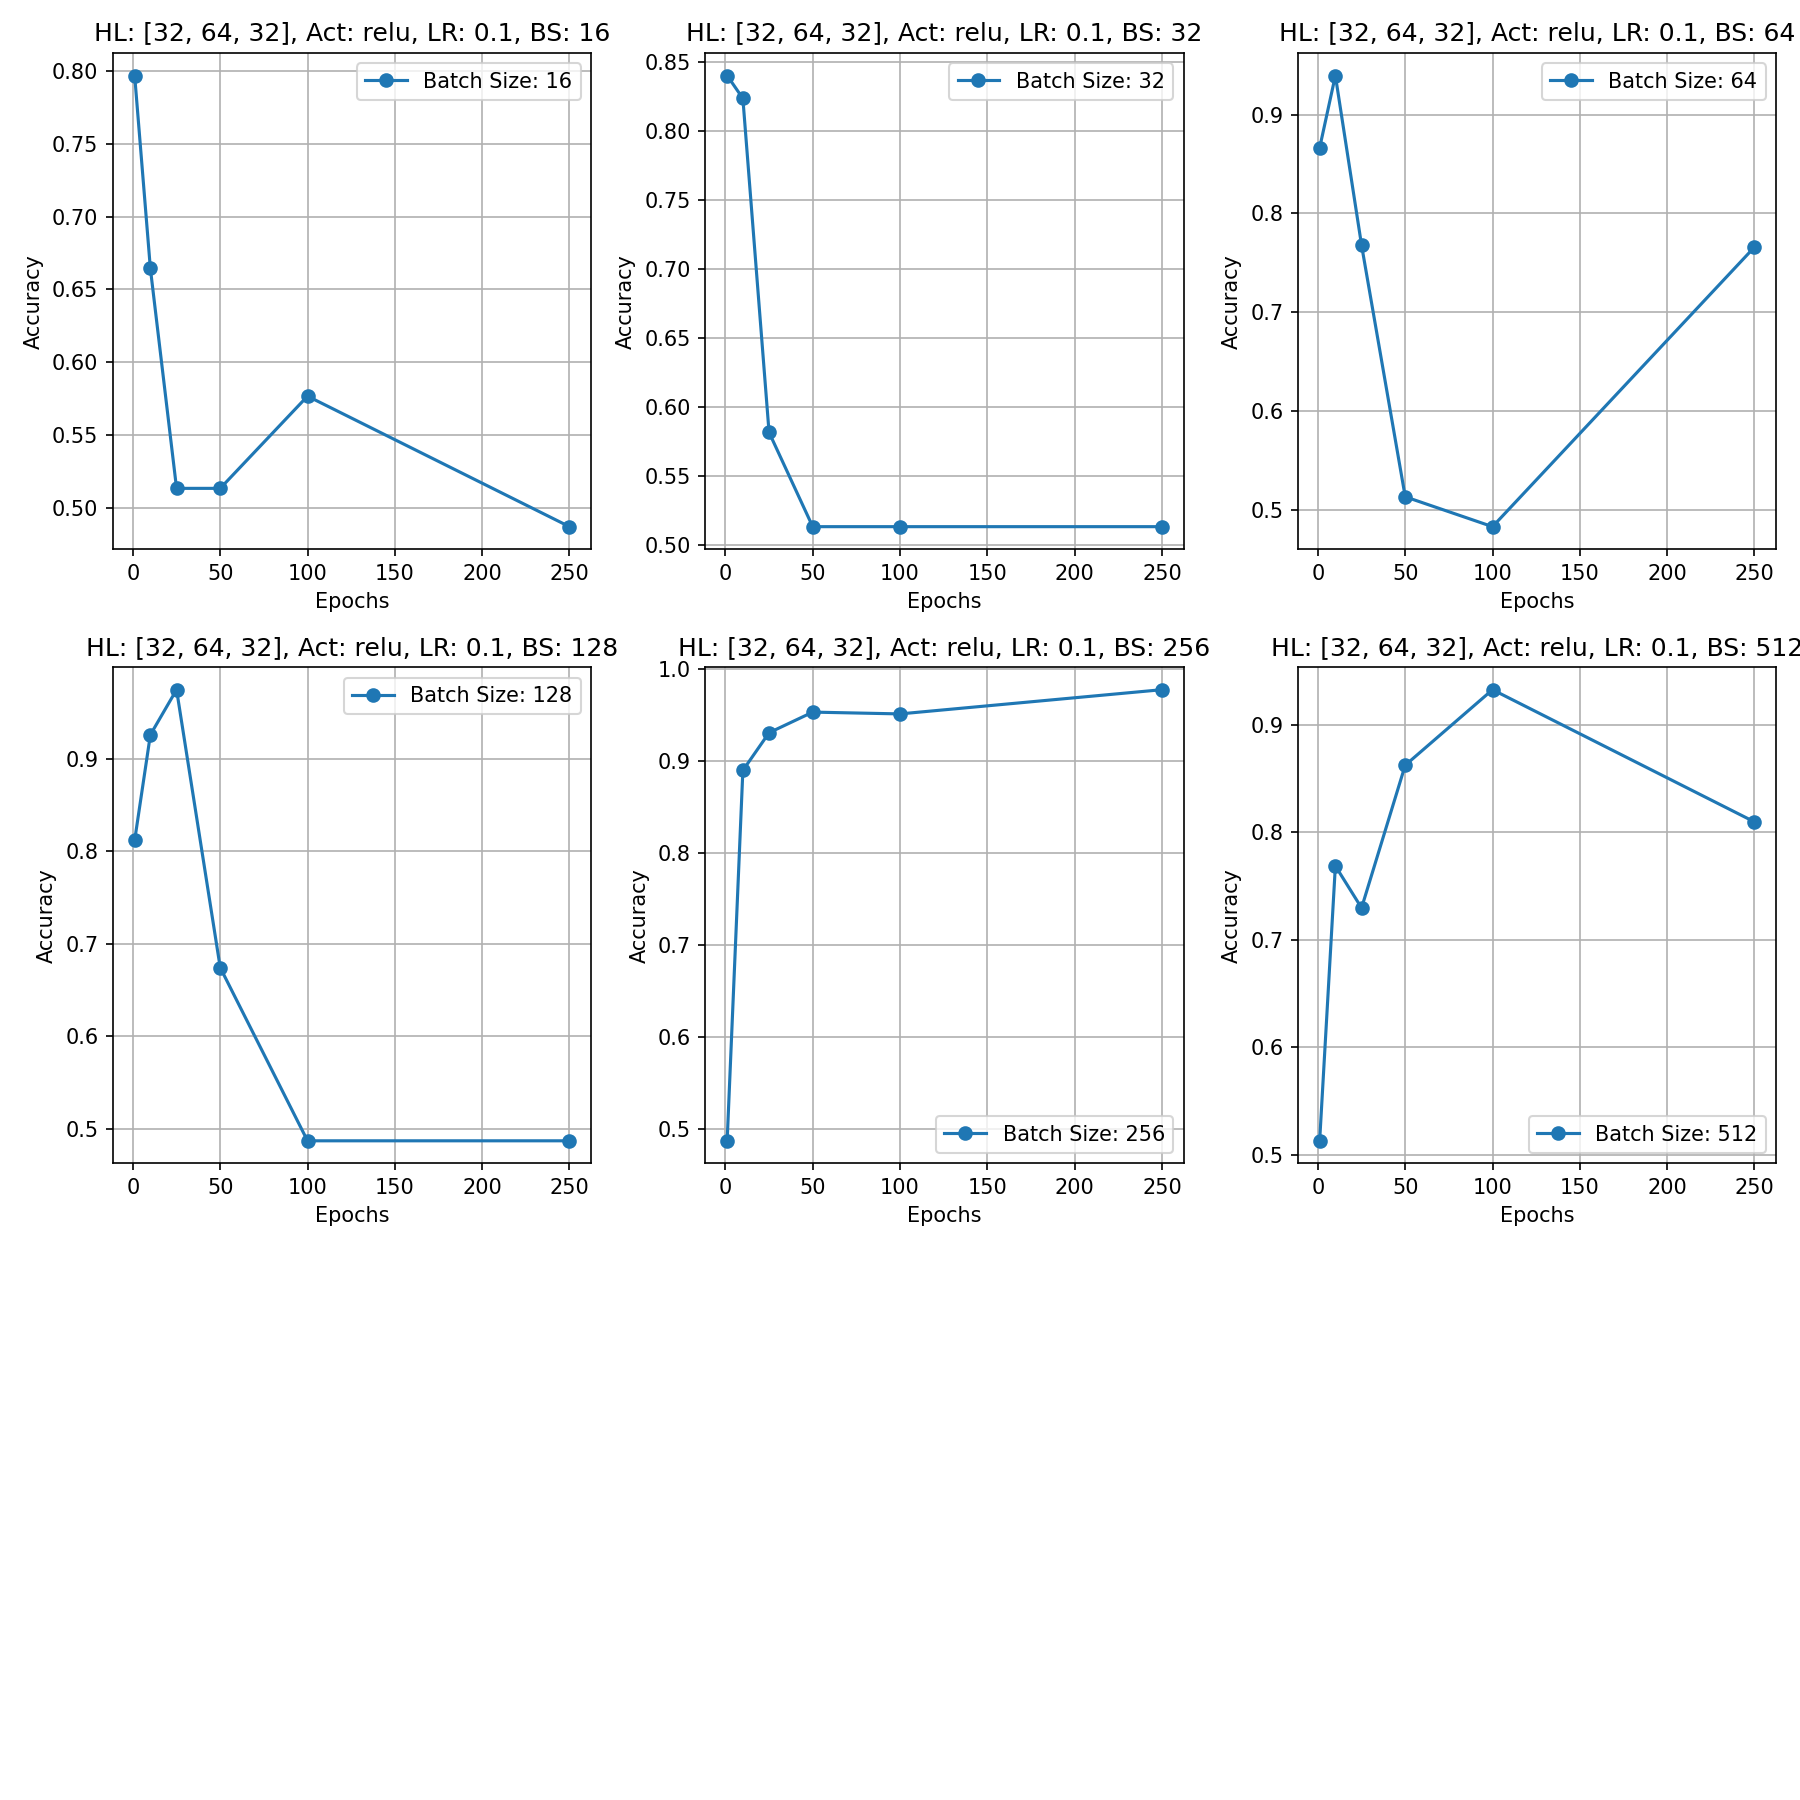 HL: [32, 64, 32], Act: relu, LR: 0.1, BS: 16
Batch Size: 16
0.80
0.75
0.70
0.65
0.60
0.55
0.50
Accuracy
0 50 100 150 200 250
Epochs
HL: [32, 64, 32], Act: relu, LR: 0.1, BS: 32
Batch Size: 32
0.85
0.80
0.75
0.70
0.65
0.60
0.55
0.50
Accuracy
0 50 100 150 200 250
Epochs
HL: [32, 64, 32], Act: relu, LR: 0.1, BS: 64
Batch Size: 64
0.9
0.8
0.7
0.6
0.5
Accuracy
0 50 100 150 200 250
Epochs
HL: [32, 64, 32], Act: relu, LR: 0.1, BS: 128
Batch Size: 128
0.9
0.8
0.7
0.6
0.5
Accuracy
0 50 100 150 200 250
Epochs
HL: [32, 64, 32], Act: relu, LR: 0.1, BS: 256
1.0
0.9
0.8
0.7
0.6
0.5
Accuracy
Batch Size: 256
0 50 100 150 200 250
Epochs
HL: [32, 64, 32], Act: relu, LR: 0.1, BS: 512
0.9
0.8
0.7
0.6
0.5
Accuracy
Batch Size: 512
0 50 100 150 200 250
Epochs